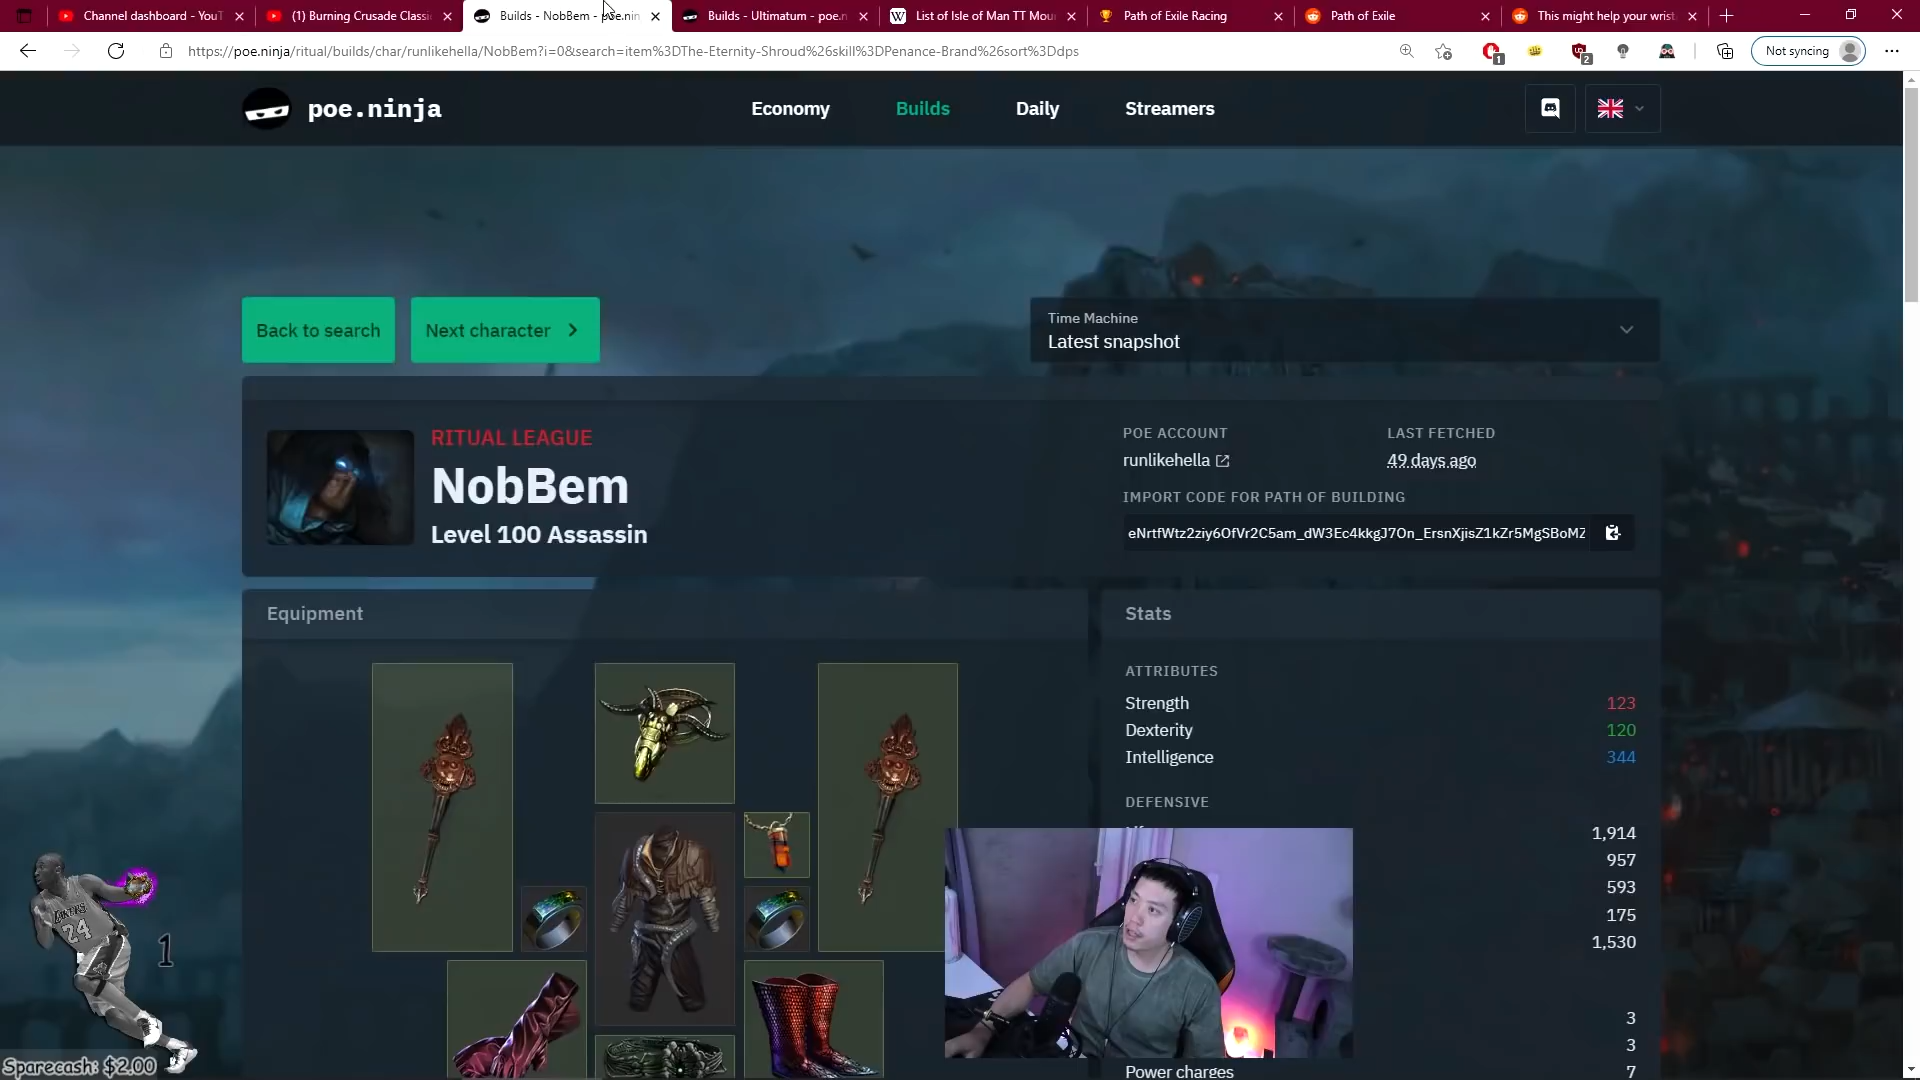 Channel dashboard - YouT
(1) Burning Crusade Classi
Builds - NobBem - poe.nin
Builds - Ultimatum - poe.n
List of Isle of Man TT Mou
Path of Exile Racing
Path of Exile
This might help your wrist
https://poe.ninja/ritual/builds/char/runlikehella/NobBem?i=0&search=item%3DThe-Eternity-Shroud%26skill%3DPenance-Brand%26sort%3Ddps
1
2
Not syncing
poe.ninja
Economy
Builds
Daily
Streamers
Back to search
Next character
Time Machine
Latest snapshot
RITUAL LEAGUE
NobBem
Level 100 Assassin
POE ACCOUNT
runlikehella
LAST FETCHED
49 days ago
IMPORT CODE FOR PATH OF BUILDING
eNrtfWtz2ziy6OfVr2C5am_dW3Ec4kkgJ7On_ErsnXjisZ1kZr5MgSBoMZ
Equipment
Stats
ATTRIBUTES
Strength 123
Dexterity 120
Intelligence 344
DEFENSIVE
1,914
957
593
175
1,530
3
3
Power charges 7
LAKERS
24
1
Sparecash: $2.00